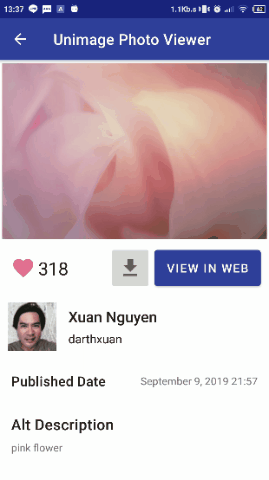 13:37 A 1.1Kb.s 62
Unimage Photo Viewer
318 VIEW IN WEB
Xuan Nguyen
darthxuan
Published Date September 9, 2019 21:57
Alt Description
pink flower